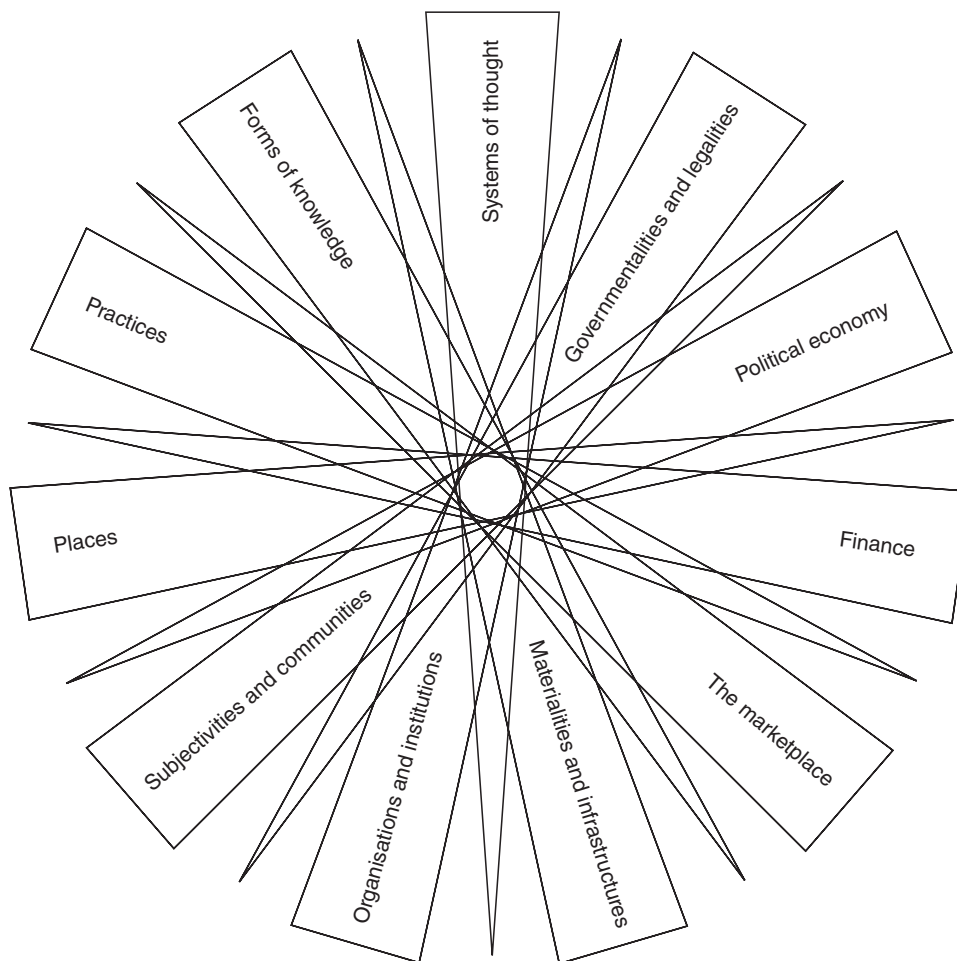 Systems of thought
Governmentalities and legalities
Political economy
Finance
The marketplace
Materialities and infrastructures
Organisations and institutions
Subjectivities and communities
Places
Practices
Forms of knowledge